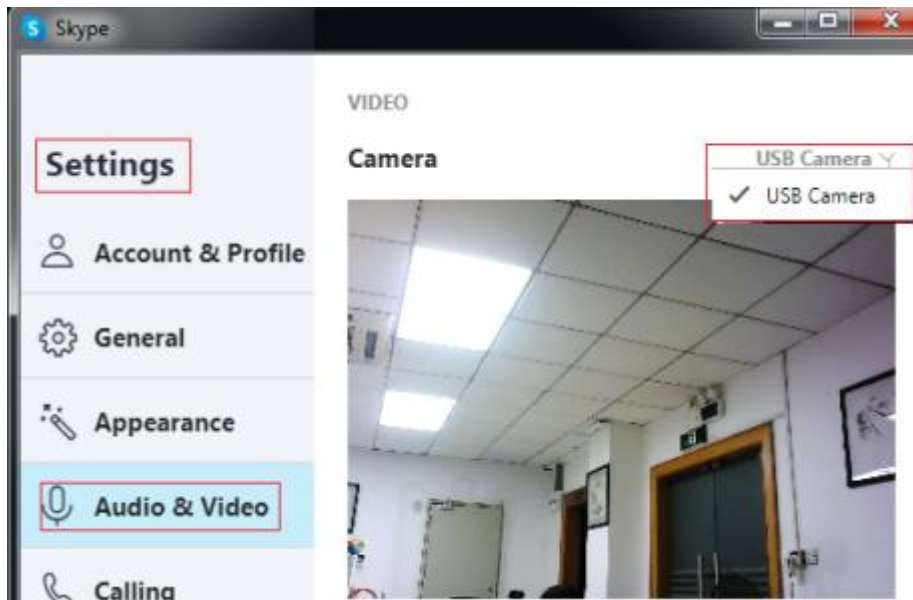 Skype
Settings
Account & Profile
General
Appearance
Audio & Video
Calling
VIDEO
Camera
USB Camera
USB Camera